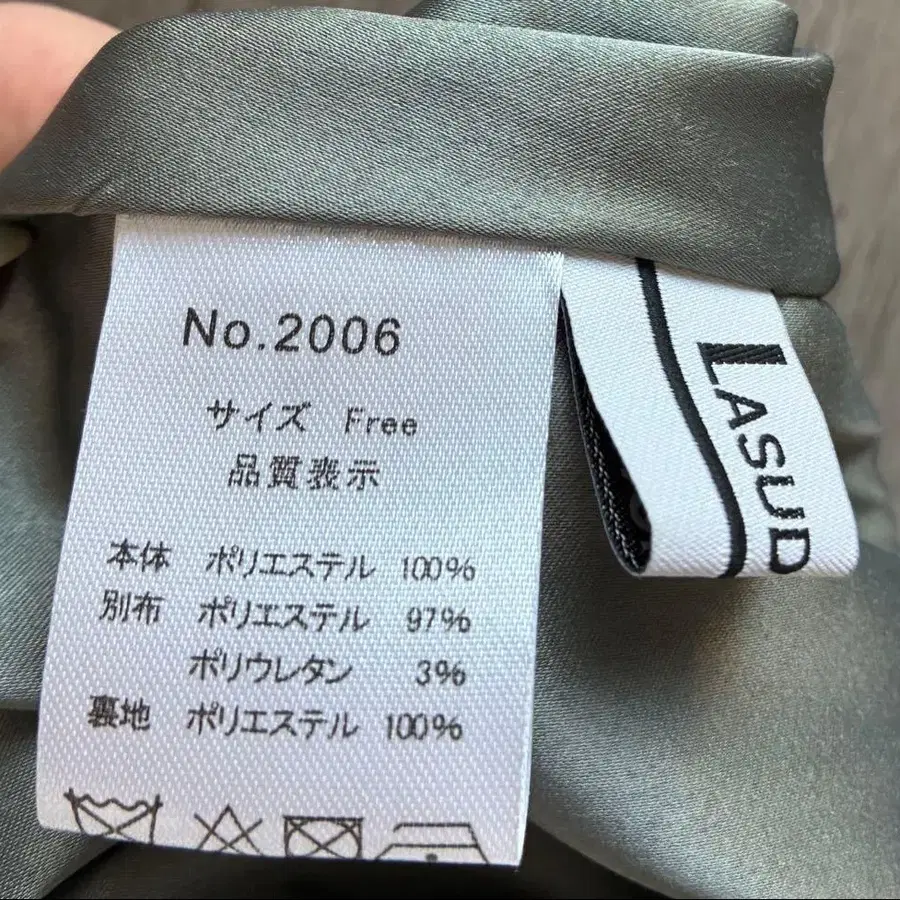 No.2006
サイズ Free
品質表示
本体 ポリエステル 100%
別布 ポリエステル 97%
ポリウレタン 3%
裏地 ポリエステル 100%
LASUD